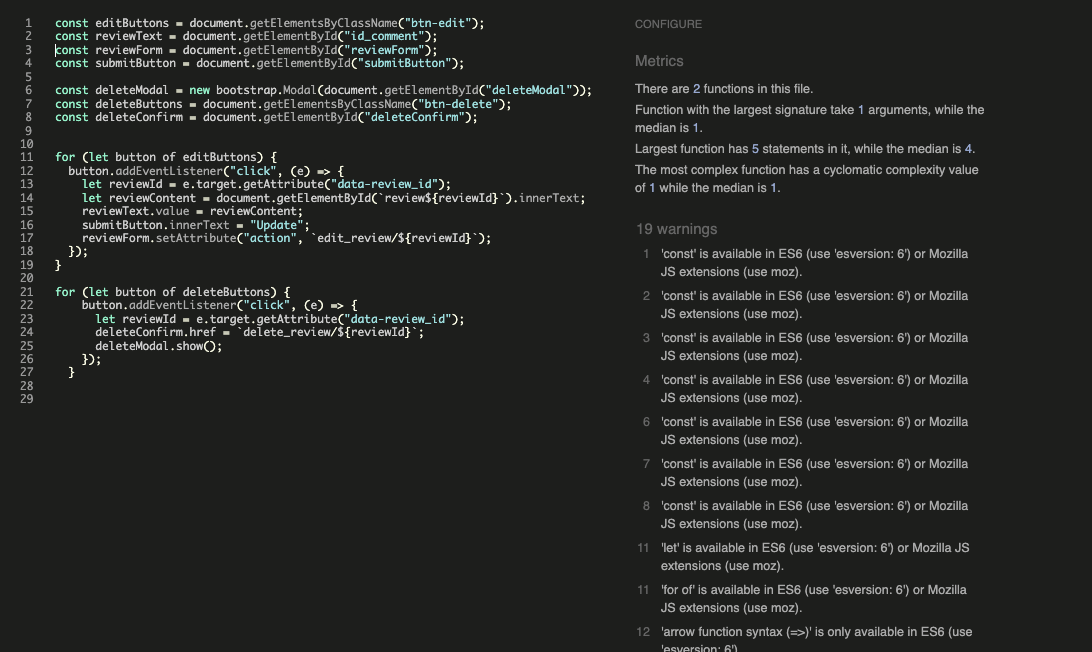 1 const editButtons = document.getElementsByClassName("btn-edit");
2 const reviewText = document.getElementById("id_comment");
3 const reviewForm = document.getElementById("reviewForm");
4 const submitButton = document.getElementById("submitButton");
5
6 const deleteModal = new bootstrap.Modal(document.getElementById("deleteModal"));
7 const deleteButtons = document.getElementsByClassName("btn-delete");
8 const deleteConfirm = document.getElementById("deleteConfirm");
9
10
11 for (let button of editButtons) {
12 button.addEventListener("click", (e) => {
13 let reviewId = e.target.getAttribute("data-review_id");
14 let reviewContent = document.getElementById(`review${reviewId}`).innerText;
15 reviewText.value = reviewContent;
16 submitButton.innerText = "Update";
17 reviewForm.setAttribute("action", `edit_review/${reviewId}`);
18 });
19 }
20
21 for (let button of deleteButtons) {
22 button.addEventListener("click", (e) => {
23 let reviewId = e.target.getAttribute("data-review_id");
24 deleteConfirm.href = `delete_review/${reviewId}`;
25 deleteModal.show();
26 });
27 }
28
29
CONFIGURE
Metrics
There are 2 functions in this file.
Function with the largest signature take 1 arguments, while the
median is 1.
Largest function has 5 statements in it, while the median is 4.
The most complex function has a cyclomatic complexity value
of 1 while the median is 1.
19 warnings
1 'const' is available in ES6 (use 'esversion: 6') or Mozilla
JS extensions (use moz).
2 'const' is available in ES6 (use 'esversion: 6') or Mozilla
JS extensions (use moz).
3 'const' is available in ES6 (use 'esversion: 6') or Mozilla
JS extensions (use moz).
4 'const' is available in ES6 (use 'esversion: 6') or Mozilla
JS extensions (use moz).
6 'const' is available in ES6 (use 'esversion: 6') or Mozilla
JS extensions (use moz).
7 'const' is available in ES6 (use 'esversion: 6') or Mozilla
JS extensions (use moz).
8 'const' is available in ES6 (use 'esversion: 6') or Mozilla
JS extensions (use moz).
11 'let' is available in ES6 (use 'esversion: 6') or Mozilla JS
extensions (use moz).
11 'for of' is available in ES6 (use 'esversion: 6') or Mozilla
JS extensions (use moz).
12 'arrow function syntax (=>)' is only available in ES6 (use
'esversion: 6')